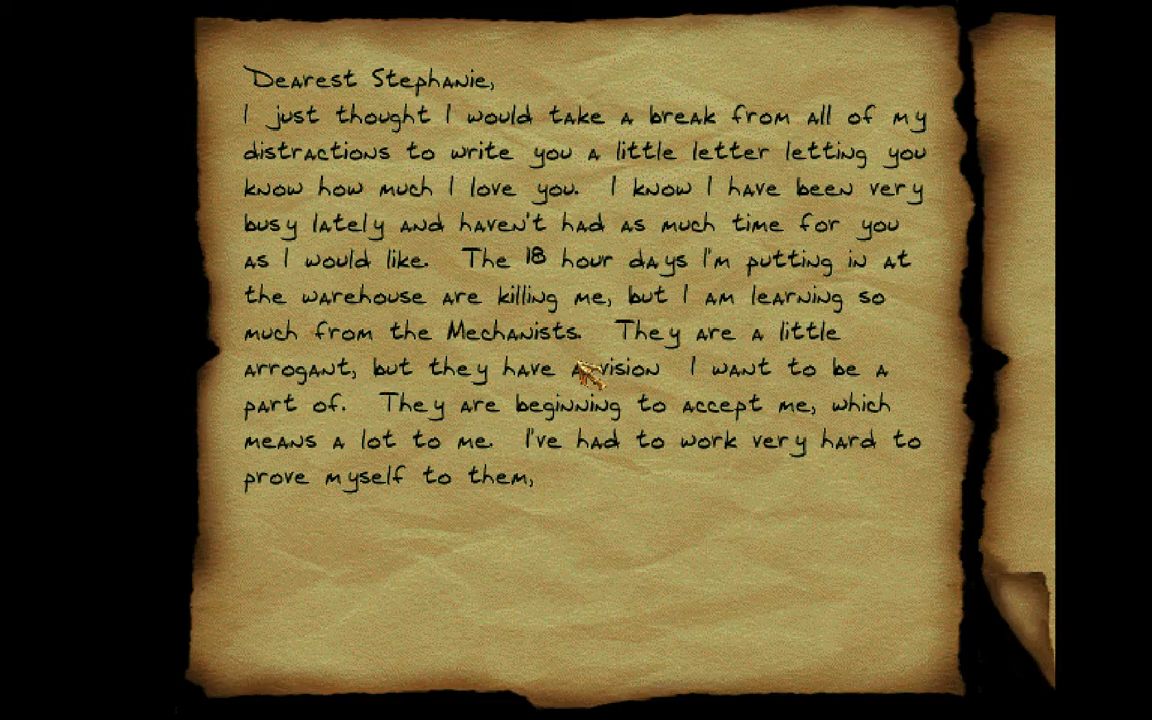 Dearest Stephanie,
I just thought I would take a break from all of my
distractions to write you a little letter letting you
know how much I love you. I know I have been very
busy lately and haven't had as much time for you
as I would like. The 18 hour days I'm putting in at
the warehouse are killing me, but I am learning so
much from the Mechanists. They are a little
arrogant, but they have a vision I want to be a
part of. They are beginning to accept me, which
means a lot to me. I've had to work very hard to
prove myself to them,